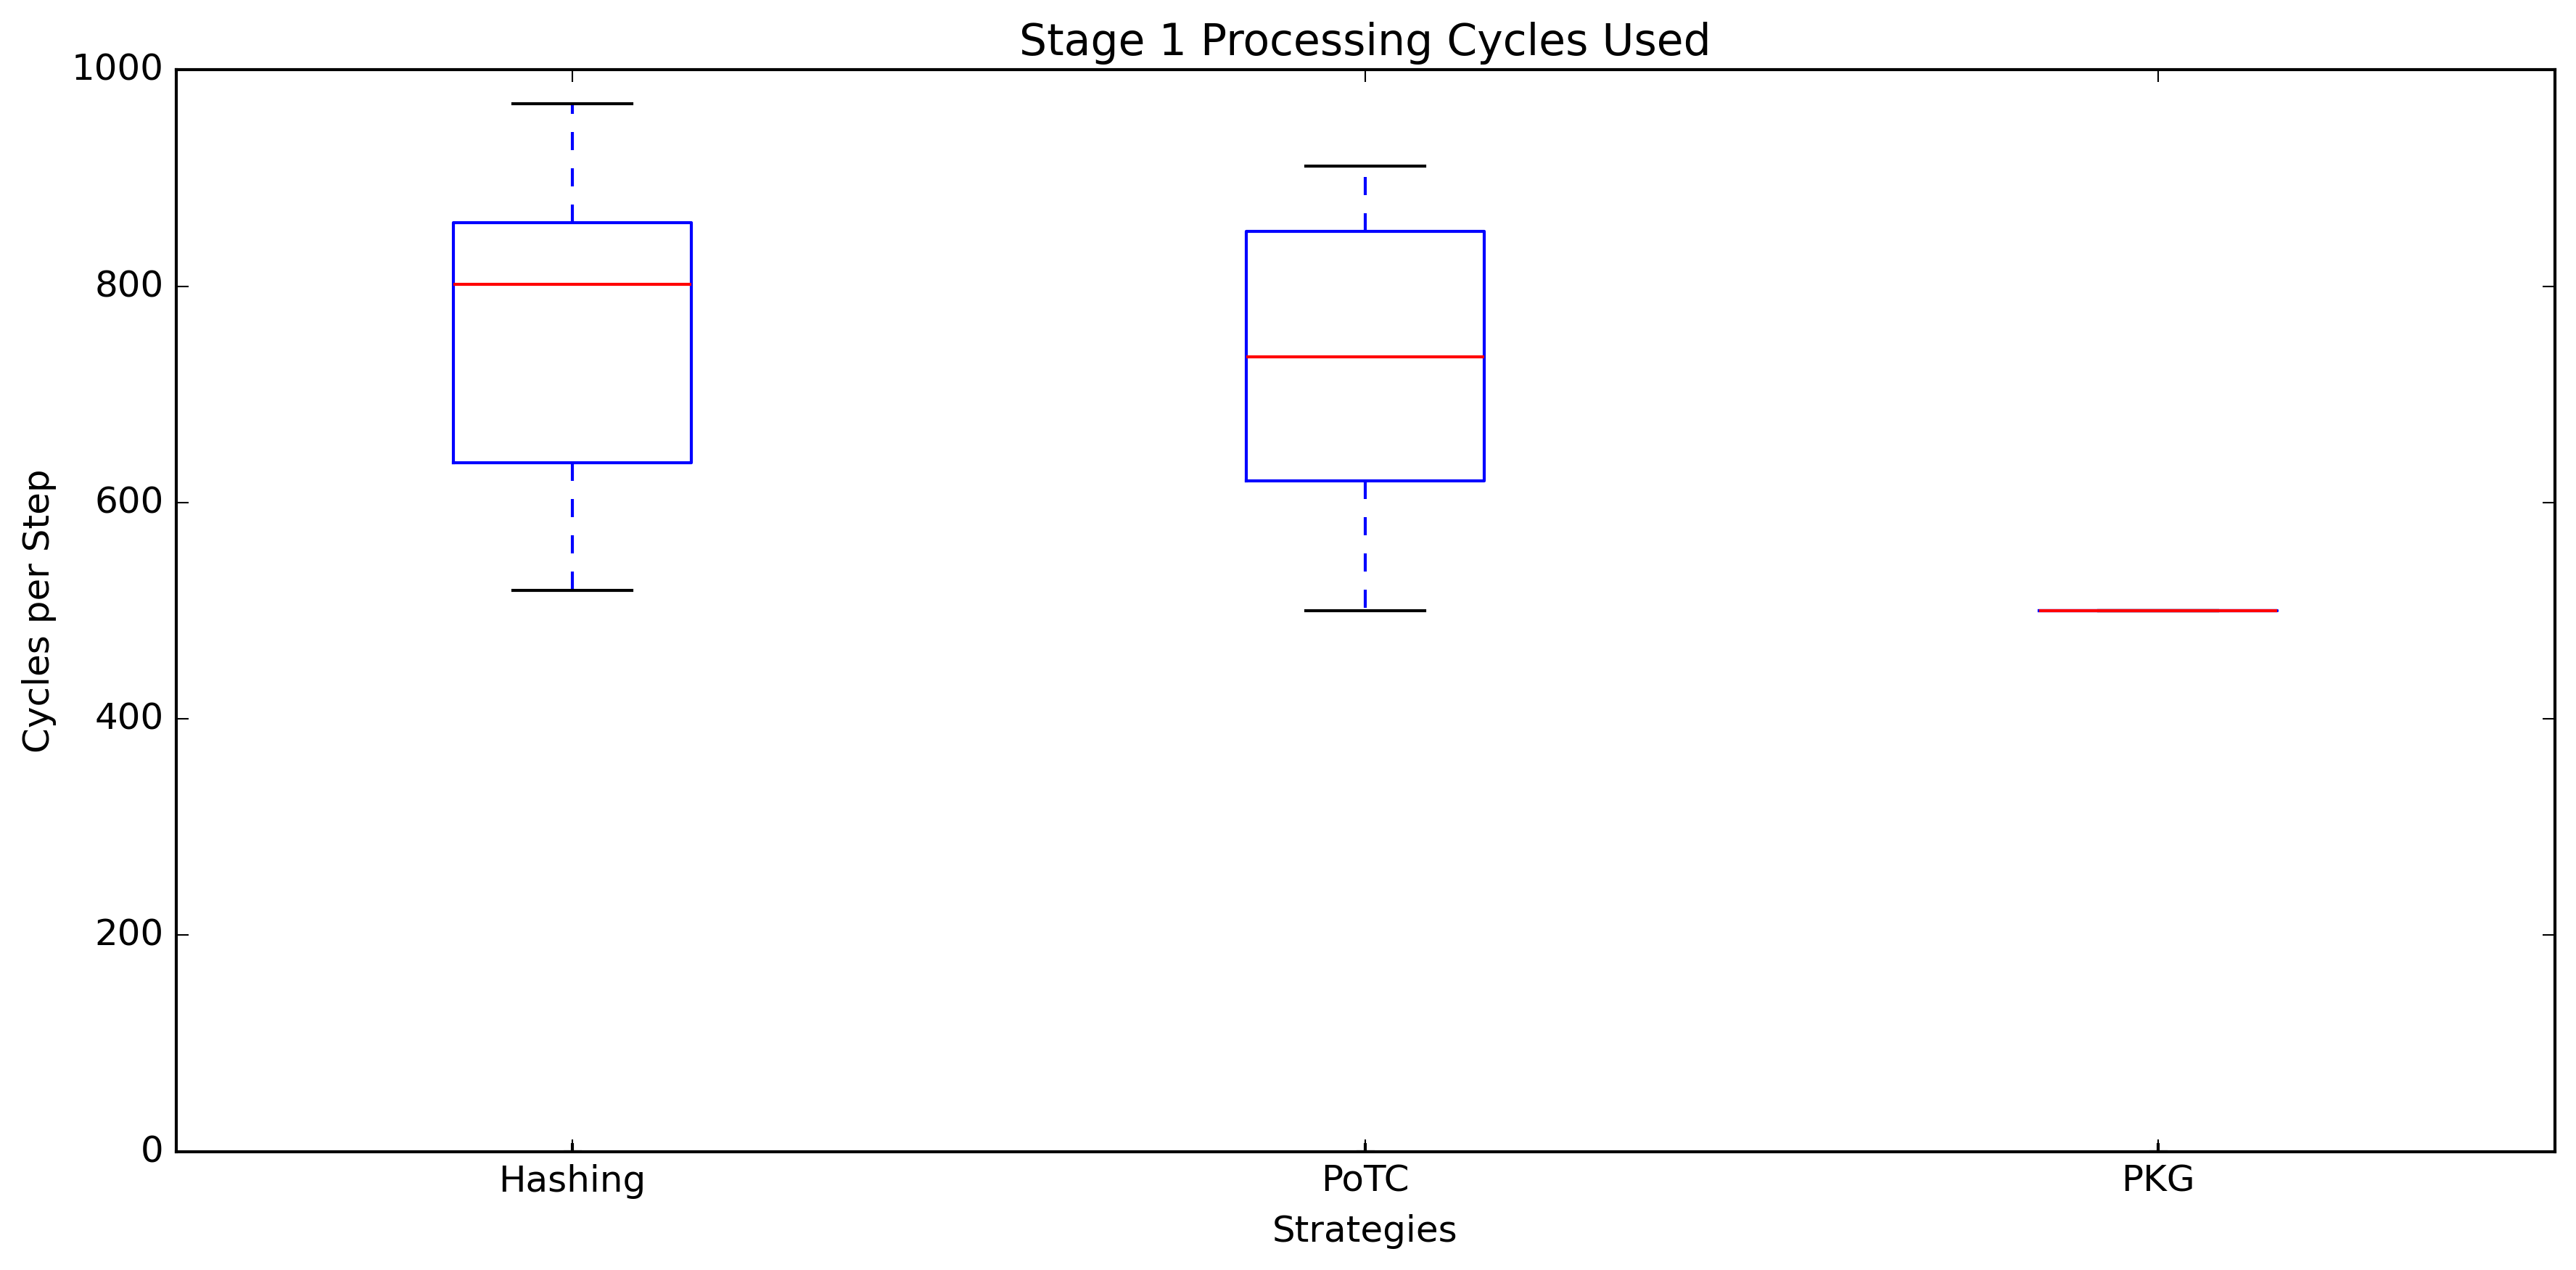 Stage 1 Processing Cycles Used
1000
800
600
400
200
0
Cycles per Step
Hashing PoTC PKG
Strategies